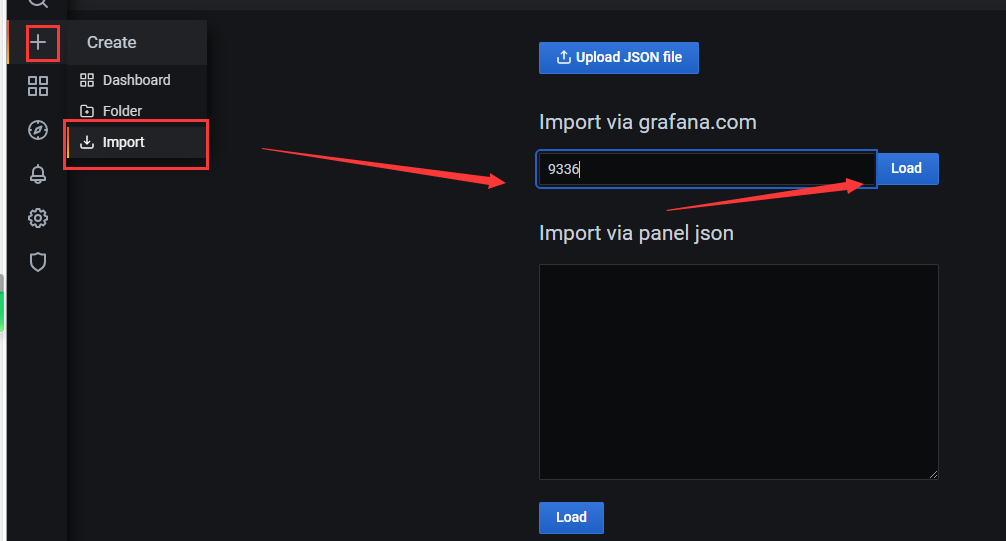 Create
Dashboard
Folder
Import
Upload JSON file
Import via grafana.com
9336
Load
Import via panel json
Load